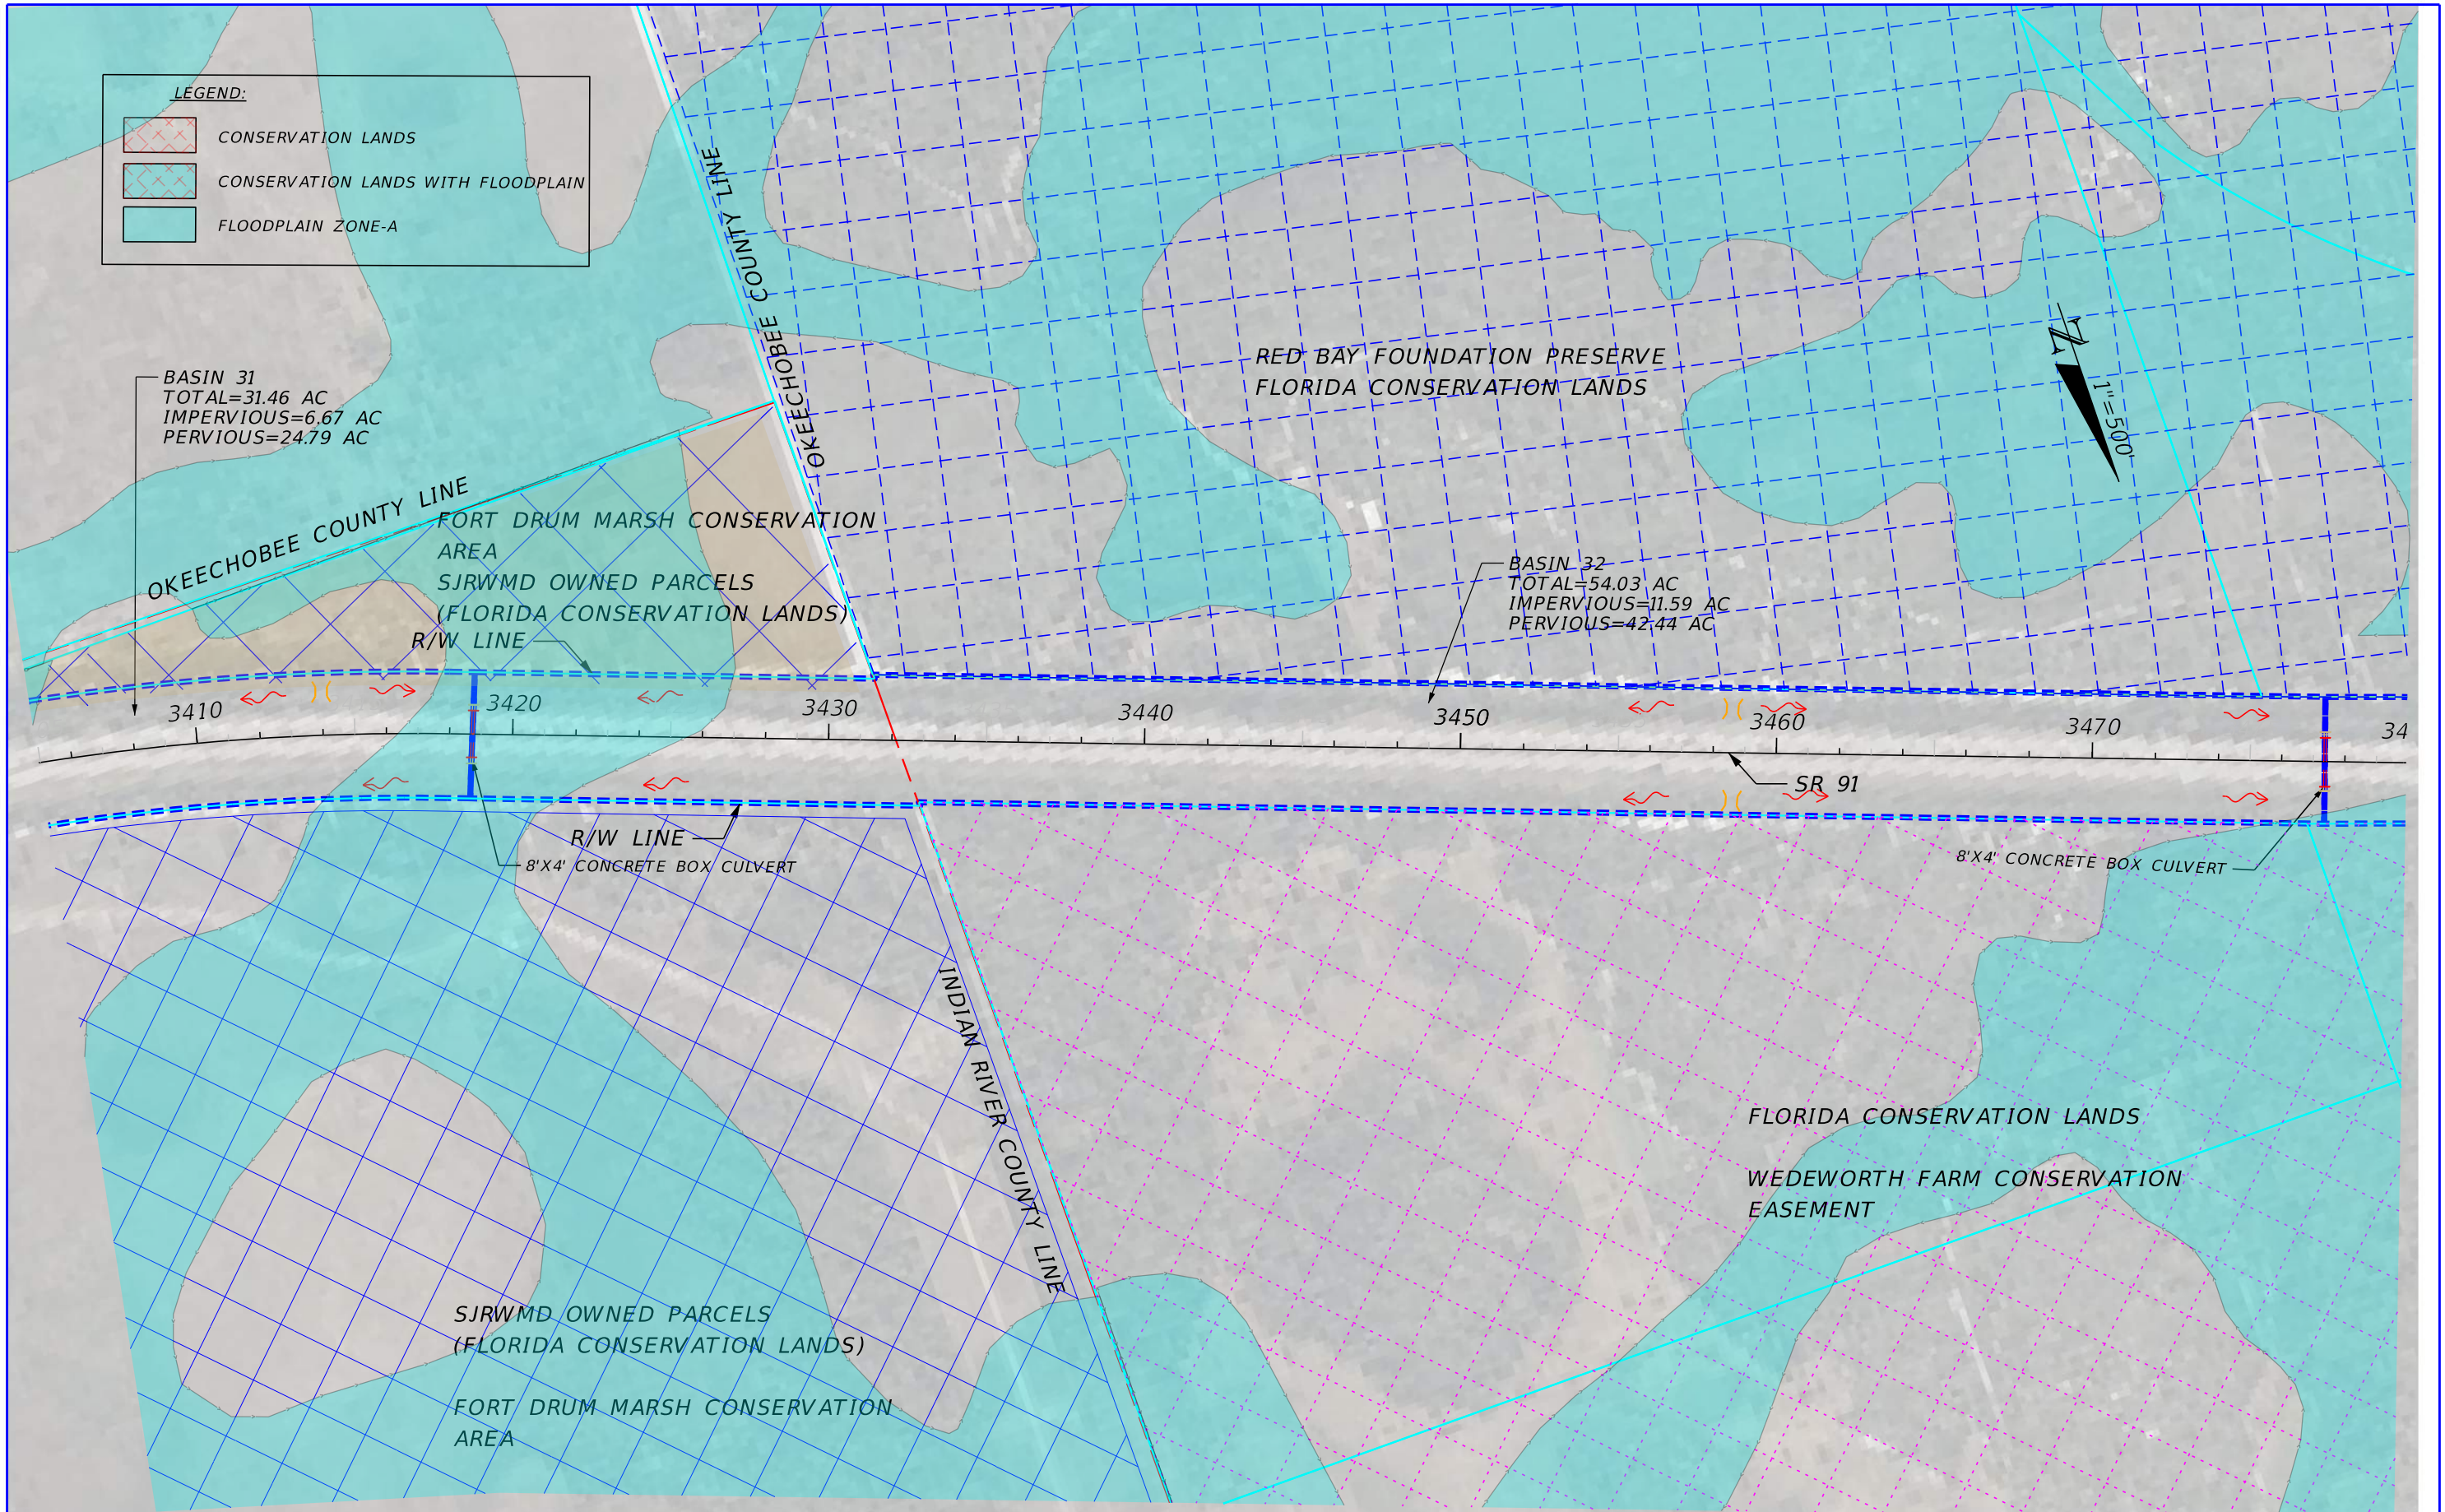 LEGEND:
CONSERVATION LANDS
CONSERVATION LANDS WITH FLOODPLAIN
FLOODPLAIN ZONE-A
OKEECHOBEE COUNTY LINE
OKEECHOBEE COUNTY LINE
BASIN 31
TOTAL=31.46 AC
IMPERVIOUS=6.67 AC
PERVIOUS=24.79 AC
OKEECHOBEE COUNTY LINE
RED BAY FOUNDATION PRESERVE
FLORIDA CONSERVATION LANDS
N
1"=500'
FORT DRUM MARSH CONSERVATION
AREA
SJRWMD OWNED PARCELS
(FLORIDA CONSERVATION LANDS)
R/W LINE
BASIN 32
TOTAL=54.03 AC
IMPERVIOUS=11.59 AC
PERVIOUS=42.44 AC
3410
3420
3430
3440
3450
3460
3470
34
SR 91
R/W LINE
8'X4' CONCRETE BOX CULVERT
8'X4' CONCRETE BOX CULVERT
INDIAN RIVER COUNTY LINE
FLORIDA CONSERVATION LANDS
WEDEWORTH FARM CONSERVATION
EASEMENT
SJRWMD OWNED PARCELS
(FLORIDA CONSERVATION LANDS)
FORT DRUM MARSH CONSERVATION
AREA